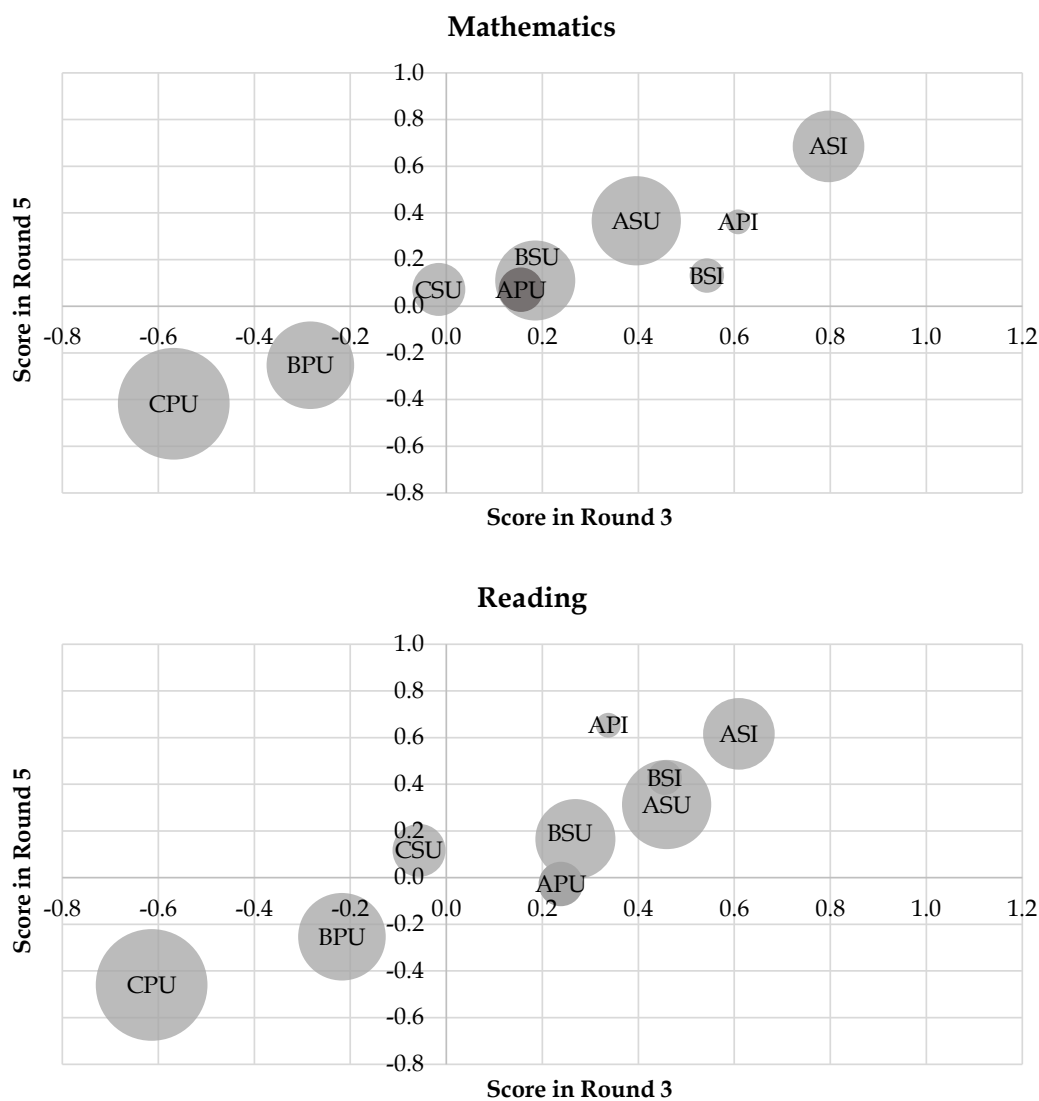 Mathematics
1.0
0.8
ASI
0.6
0.4
ASU
API
0.2
BSU
BSI
CSU
APU
0.0
-0.8
-0.6
-0.4
-0.2
0.0
0.2
0.4
0.6
0.8
1.0
1.2
-0.2
BPU
CPU
-0.4
-0.6
-0.8
Score in Round 5
Score in Round 3
Reading
1.0
0.8
API
ASI
0.6
0.4
BSI
ASU
0.2
BSU
CSU
APU
0.0
-0.8
-0.6
-0.4
-0.2
0.0
0.2
0.4
0.6
0.8
1.0
1.2
-0.2
BPU
-0.4
CPU
-0.6
-0.8
Score in Round 5
Score in Round 3